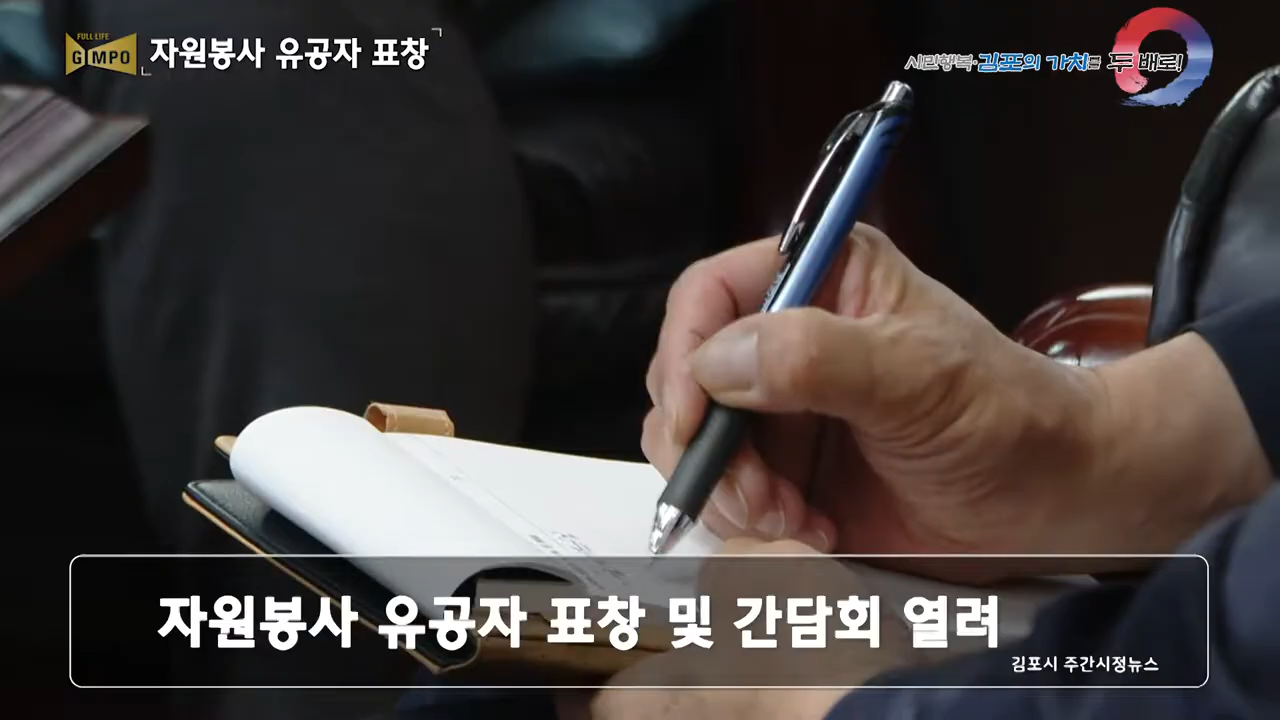 FULL LIFE
GIMPO
자원봉사 유공자 표창
시민행복·김포의 가치를 두 배로!
자원봉사 유공자 표창 및 간담회 열려
김포시 주간시정뉴스